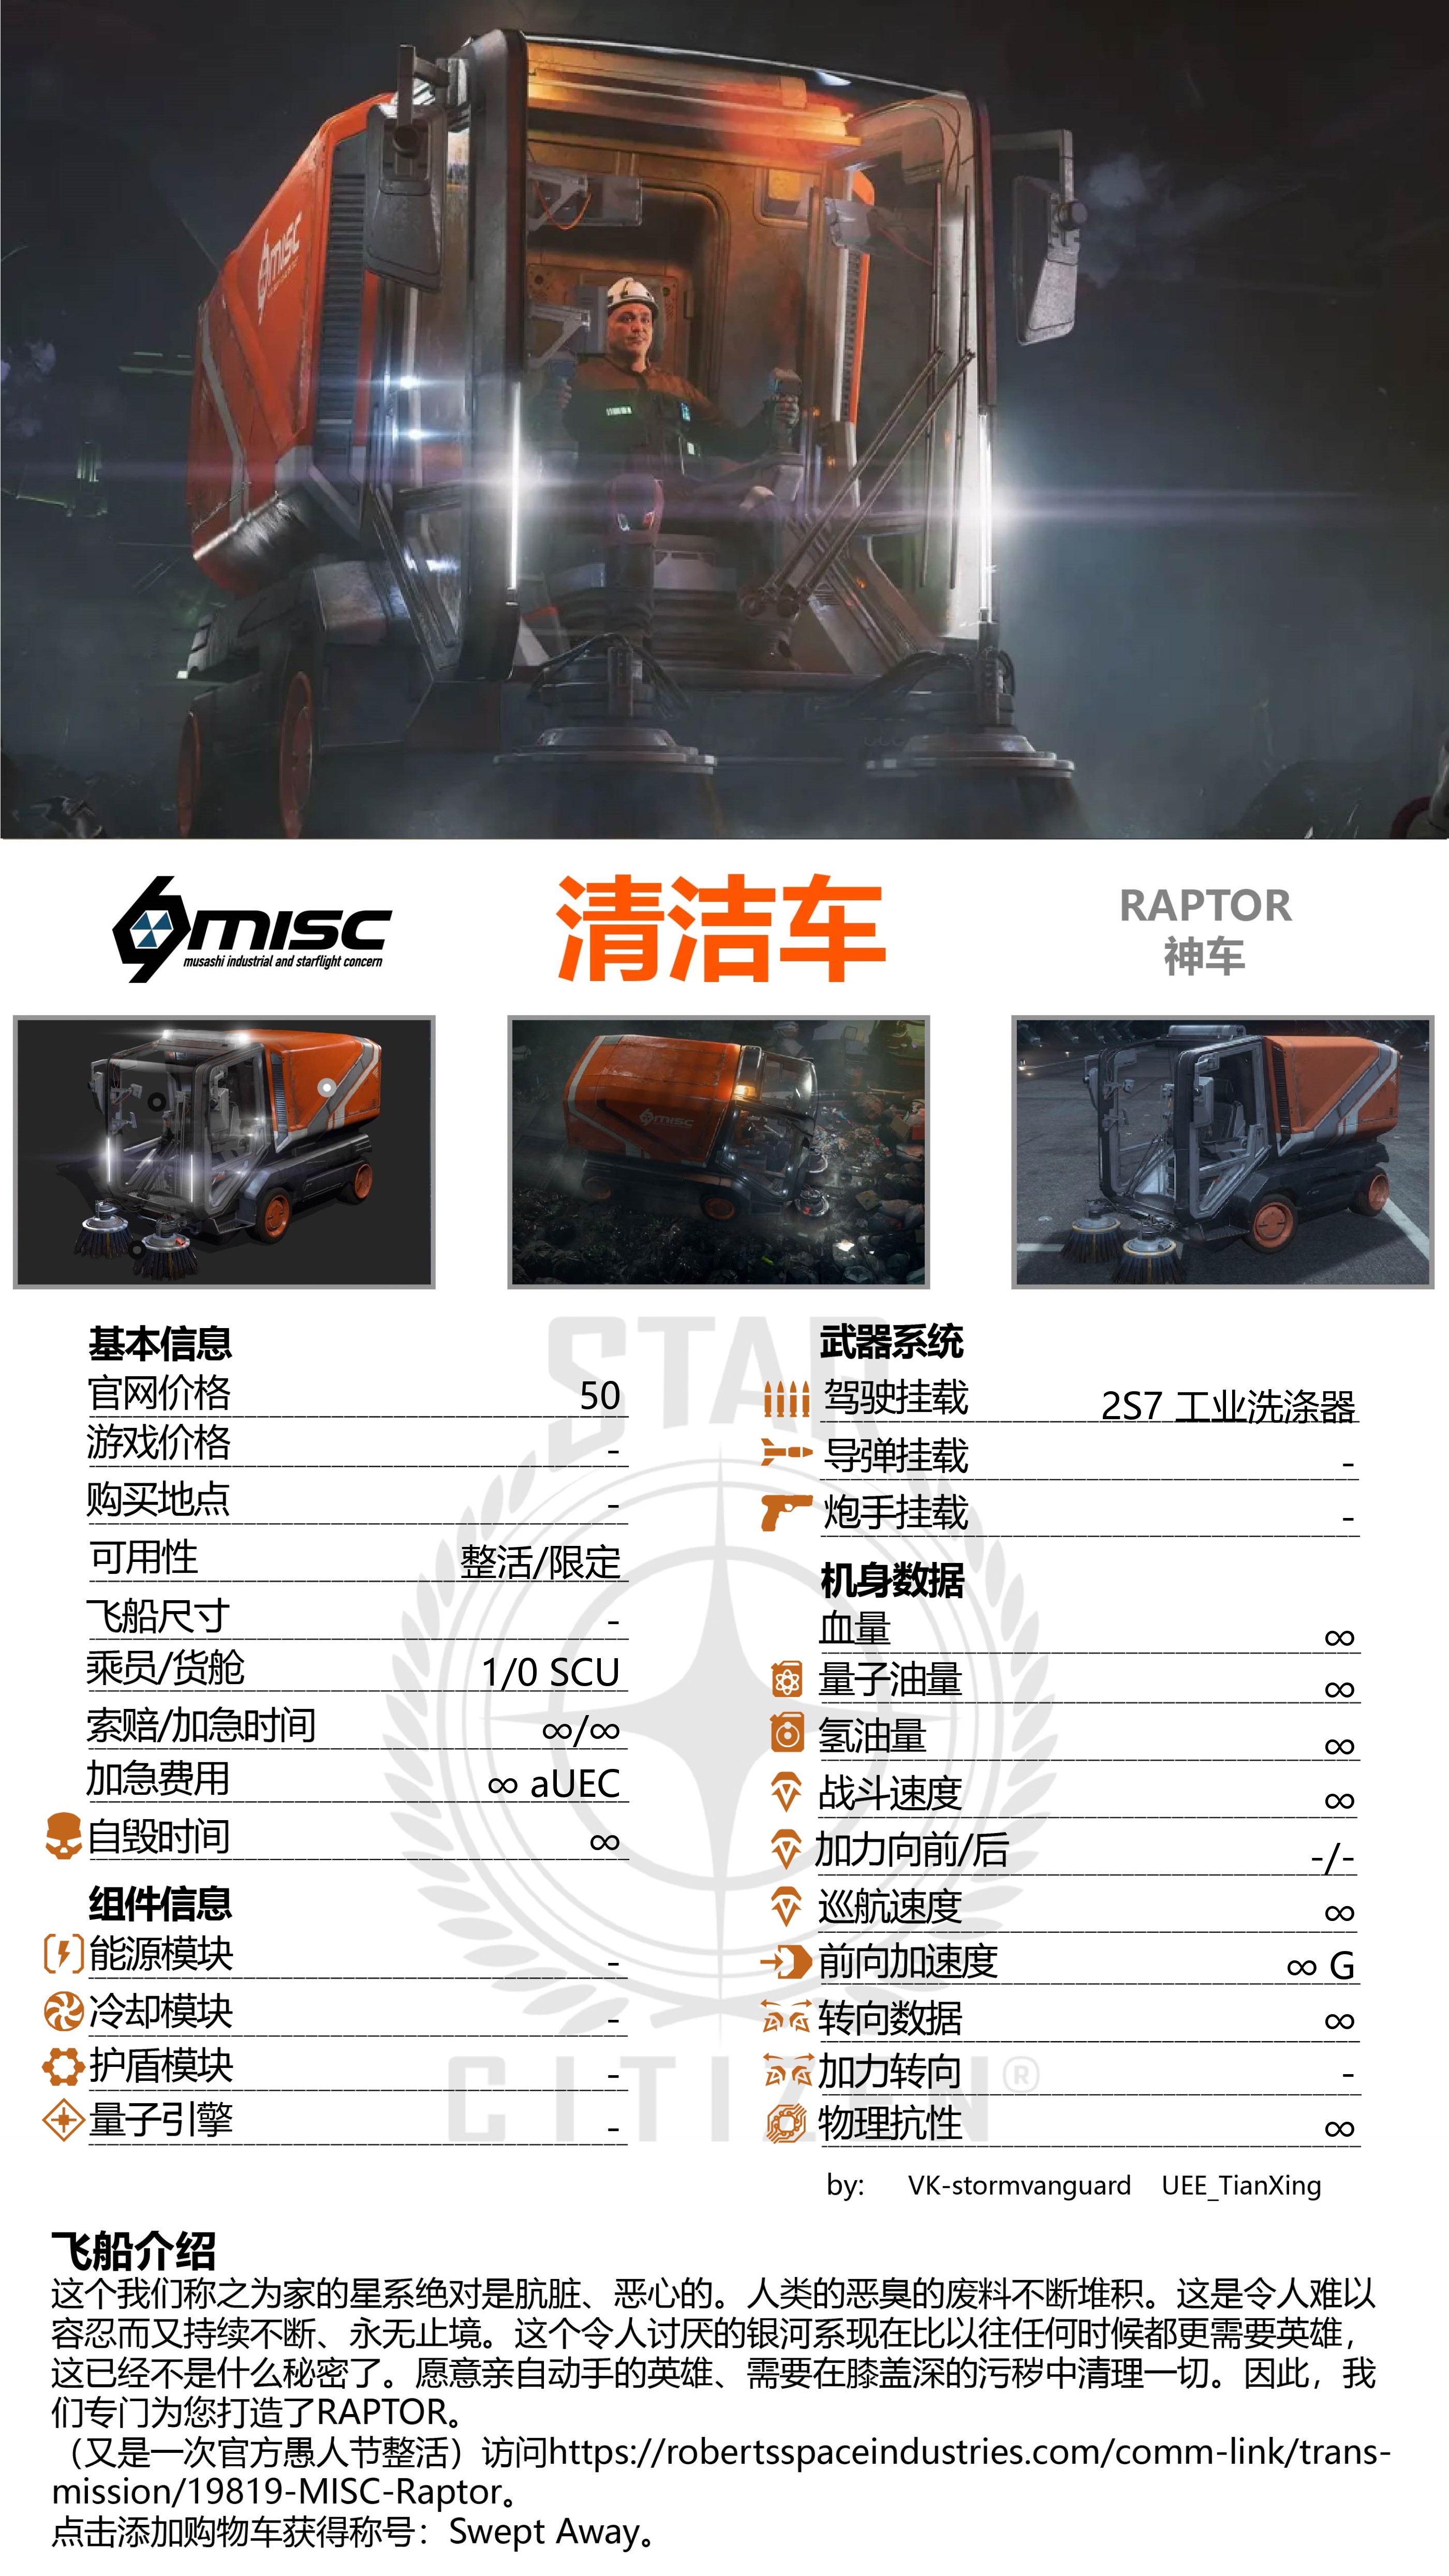 MISC
MISC
musashi industrial and starflight concern
清洁车
RAPTOR
神车
MISC
STAR
CITIZEN®
基本信息
官网价格 50
游戏价格 -
购买地点 -
可用性 整活/限定
飞船尺寸 -
乘员/货舱 1/0 SCU
索赔/加急时间 ∞/∞
加急费用 ∞ aUEC
自毁时间 ∞
组件信息
能源模块 -
冷却模块 -
护盾模块 -
量子引擎 -
武器系统
驾驶挂载 2S7 工业洗涤器
导弹挂载 -
炮手挂载 -
机身数据
血量 ∞
量子油量 ∞
氢油量 ∞
战斗速度 ∞
加力向前/后 -/-
巡航速度 ∞
前向加速度 ∞ G
转向数据 ∞
加力转向 -
物理抗性 ∞
by: VK-stormvanguard UEE_TianXing
飞船介绍
这个我们称之为家的星系绝对是肮脏、恶心的。人类的恶臭的废料不断堆积。这是令人难以
容忍而又持续不断、永无止境。这个令人讨厌的银河系现在比以往任何时候都更需要英雄，
这已经不是什么秘密了。愿意亲自动手的英雄、需要在膝盖深的污秽中清理一切。因此，我
们专门为您打造了RAPTOR。
（又是一次官方愚人节整活）访问https://robertsspaceindustries.com/comm-link/trans-
mission/19819-MISC-Raptor。
点击添加购物车获得称号：Swept Away。